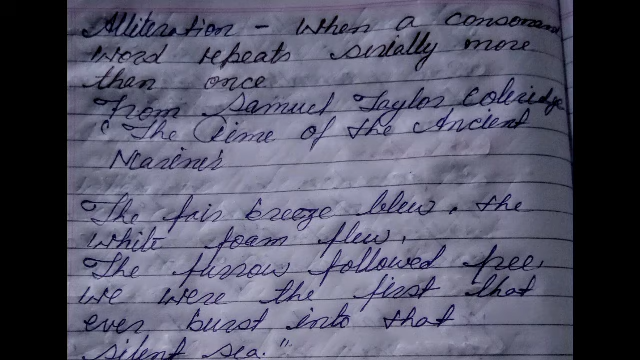 Alliteration - When a consonant
word repeats serially more
than once
From Samuel Taylor Coleridge
"The Rime of the Ancient
Mariner
The fair breeze blew, the
white foam flew,
The furrow followed free,
we were the first that
ever burst into that
silent sea."